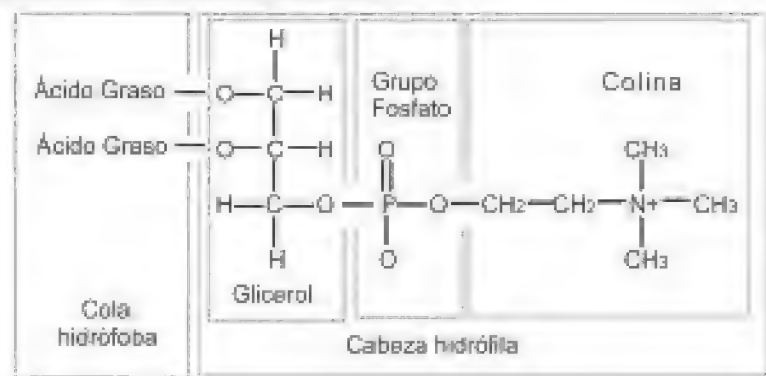 H
Ácido Graso — O — C — H
Grupo
Fosfato
Colina
Ácido Graso — O — C — H
O
CH3
H — C — O — P — O — CH2 — CH2 — N+ — CH3
H
O
CH3
Glicerol
Cola
hidrófoba
Cabeza hidrófila